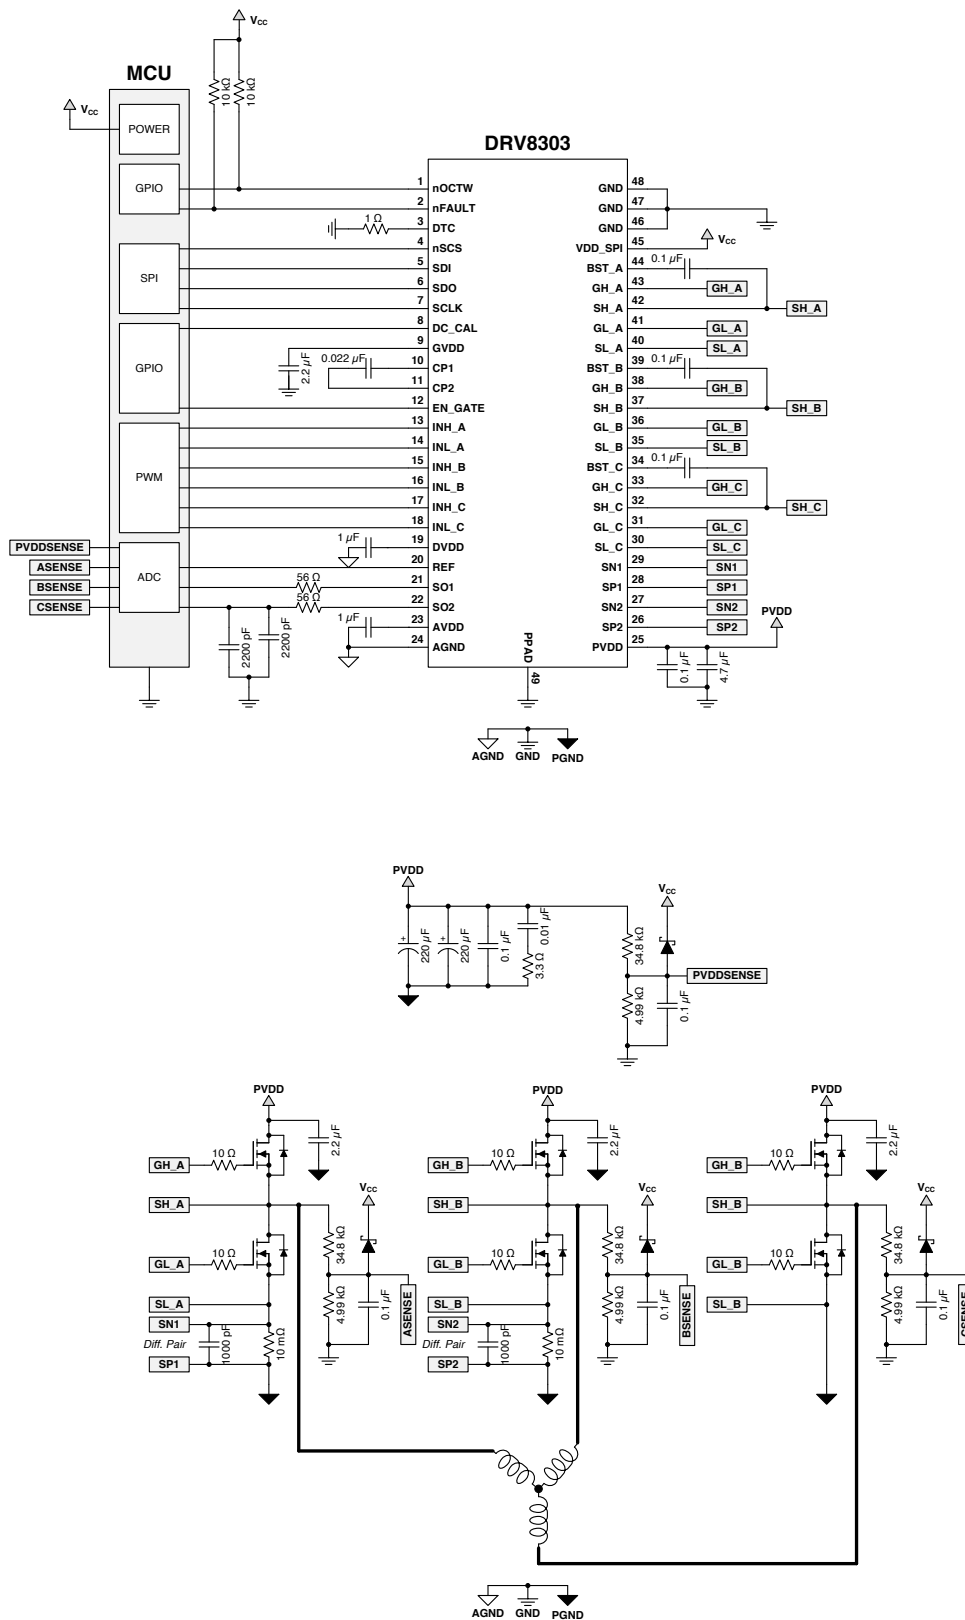 VCC
10 kΩ
10 kΩ
MCU
VCC
POWER
GPIO
SPI
GPIO
PWM
ADC
PVDDSENSE
ASENSE
BSENSE
CSENSE
DRV8303
1 nOCTW
2 nFAULT
1 Ω
3 DTC
4 nSCS
5 SDI
6 SDO
7 SCLK
8 DC_CAL
9 GVDD
2.2 µF
0.022 µF
10 CP1
11 CP2
12 EN_GATE
13 INH_A
14 INL_A
15 INH_B
16 INL_B
17 INH_C
18 INL_C
1 µF
19 DVDD
20 REF
56 Ω
21 SO1
56 Ω
22 SO2
2200 pF
2200 pF
1 µF
23 AVDD
24 AGND
PPAD
49
GND 48
GND 47
GND 46
VDD_SPI 45
VCC
BST_A 44
0.1 µF
GH_A 43 GH_A
SH_A 42 SH_A
GL_A 41 GL_A
SL_A 40 SL_A
BST_B 39
0.1 µF
GH_B 38 GH_B
SH_B 37 SH_B
GL_B 36 GL_B
SL_B 35 SL_B
BST_C 34
0.1 µF
GH_C 33 GH_C
SH_C 32 SH_C
GL_C 31 GL_C
SL_C 30 SL_C
SN1 29 SN1
SP1 28 SP1
SN2 27 SN2
SP2 26 SP2
PVDD 25
PVDD
0.1 µF
4.7 µF
AGND GND PGND
PVDD
220 µF
220 µF
0.1 µF
0.01 µF
3.3 Ω
34.8 kΩ
4.99 kΩ
VCC
PVDDSENSE
0.1 µF
PVDD
2.2 µF
GH_A
10 Ω
SH_A
VCC
34.8 kΩ
GL_A
10 Ω
4.99 kΩ
0.1 µF
ASENSE
SL_A
SN1
Diff. Pair
1000 pF
10 mΩ
SP1
PVDD
2.2 µF
GH_B
10 Ω
SH_B
VCC
34.8 kΩ
GL_B
10 Ω
4.99 kΩ
0.1 µF
BSENSE
SL_B
SN2
Diff. Pair
1000 pF
10 mΩ
SP2
PVDD
2.2 µF
GH_B
10 Ω
SH_B
VCC
34.8 kΩ
GL_B
10 Ω
4.99 kΩ
0.1 µF
CSENSE
SL_B
AGND GND PGND